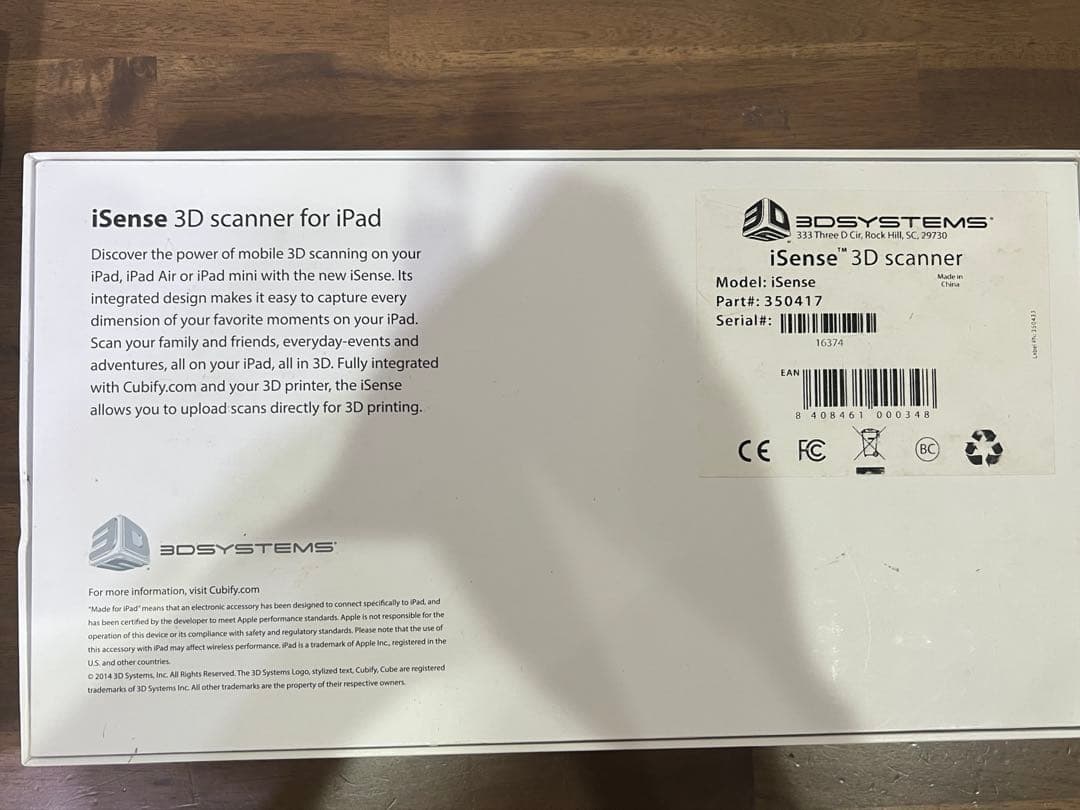 iSense 3D scanner for iPad
Discover the power of mobile 3D scanning on your
iPad, iPad Air or iPad mini with the new iSense. Its
integrated design makes it easy to capture every
dimension of your favorite moments on your iPad.
Scan your family and friends, everyday-events and
adventures, all on your iPad, all in 3D. Fully integrated
with Cubify.com and your 3D printer, the iSense
allows you to upload scans directly for 3D printing.
3DSYSTEMS
For more information, visit Cubify.com
"Made for iPad" means that an electronic accessory has been designed to connect specifically to iPad, and
has been certified by the developer to meet Apple performance standards. Apple is not responsible for the
operation of this device or its compliance with safety and regulatory standards. Please note that the use of
this accessory with iPad may affect wireless performance. iPad is a trademark of Apple Inc., registered in the
U.S. and other countries.
© 2014 3D Systems, Inc. All Rights Reserved. The 3D Systems Logo, stylized text, Cubify, Cube are registered
trademarks of 3D Systems Inc. All other trademarks are the property of their respective owners.
3DSYSTEMS
333 Three D Cir, Rock Hill, SC, 29730
iSense™ 3D scanner
Model: iSense
Made in
China
Part#: 350417
Serial#:
16374
Label PN: 350433
EAN
8 408461 000348
CE FC BC